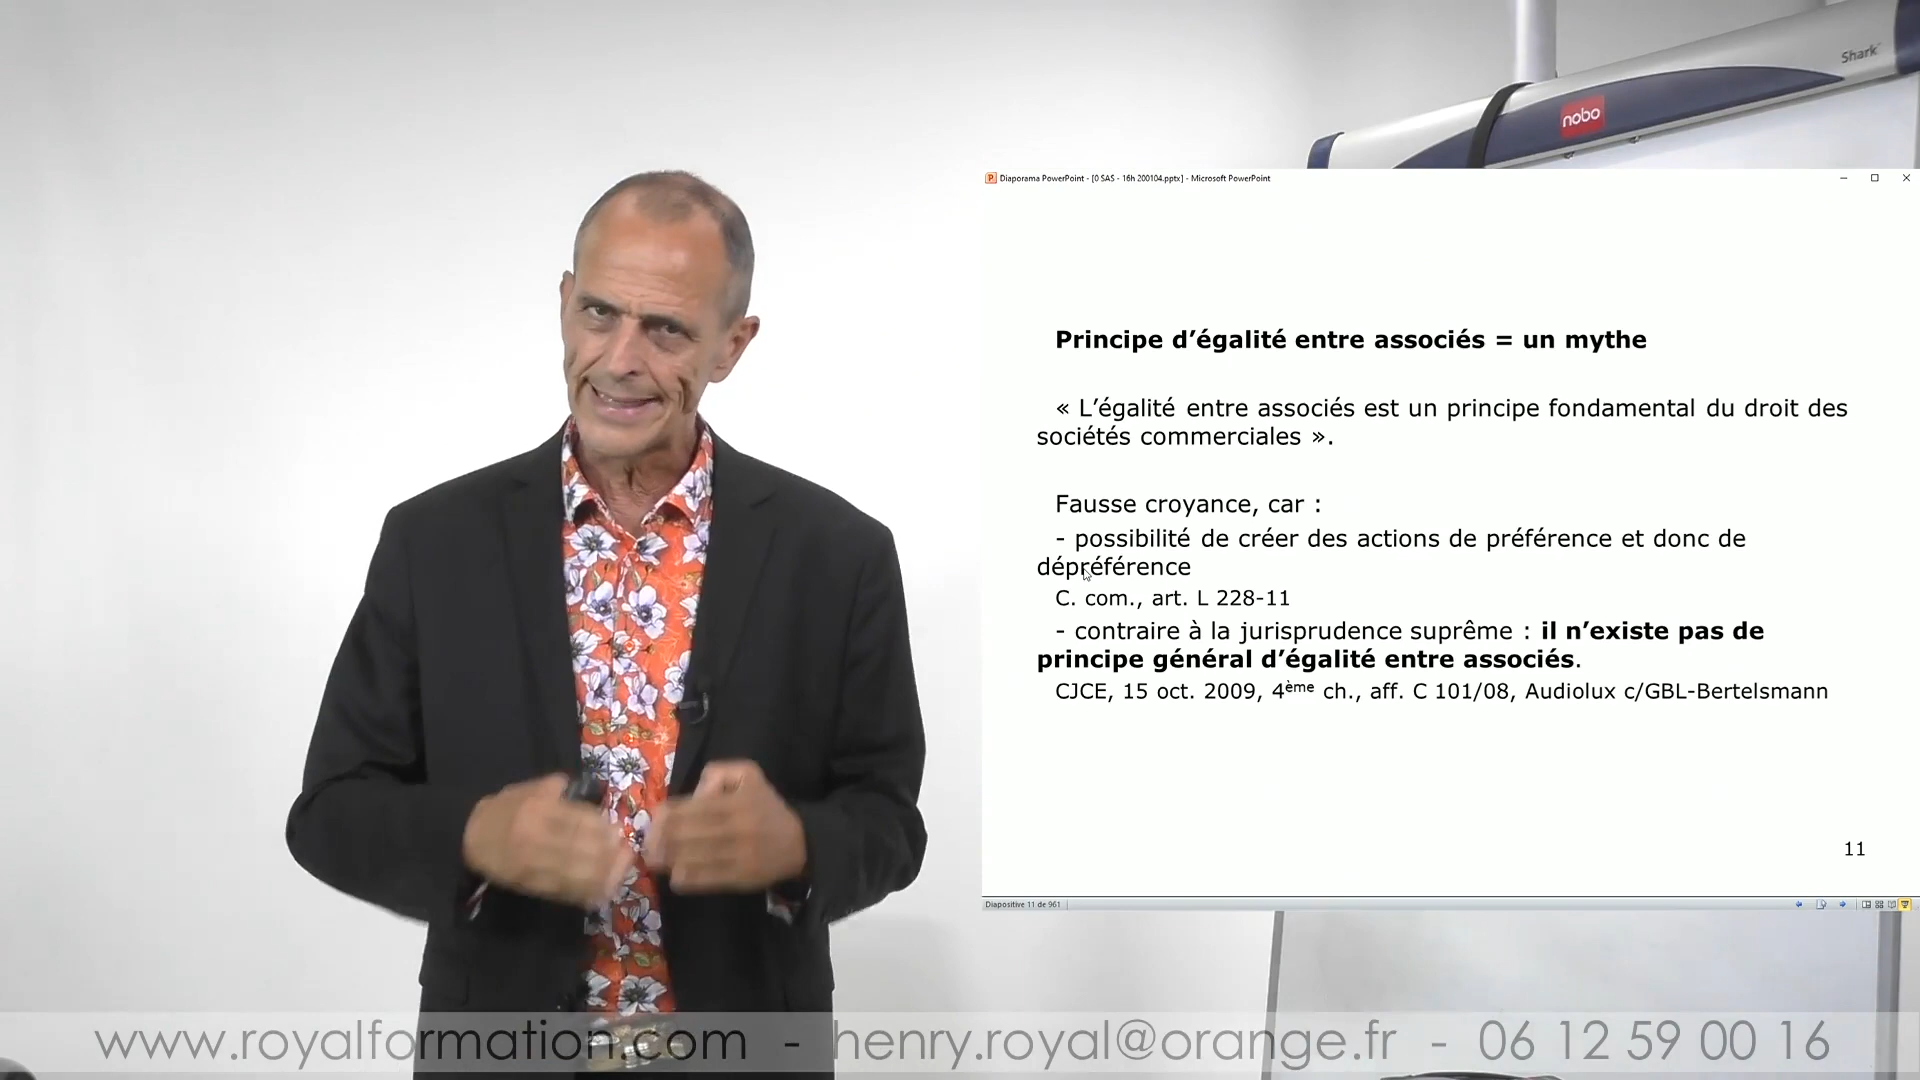 Shark
nobo
Diaporama PowerPoint - [0 SAS - 16h 200104.pptx] - Microsoft PowerPoint
Principe d’égalité entre associés = un mythe
« L’égalité entre associés est un principe fondamental du droit des
sociétés commerciales ».
Fausse croyance, car :
- possibilité de créer des actions de préférence et donc de
dépréférence
C. com., art. L 228-11
- contraire à la jurisprudence suprême : il n’existe pas de
principe général d’égalité entre associés.
CJCE, 15 oct. 2009, 4ème ch., aff. C 101/08, Audiolux c/GBL-Bertelsmann
11
Diapositive 11 de 961
www.royalformation.com - henry.royal@orange.fr - 06 12 59 00 16